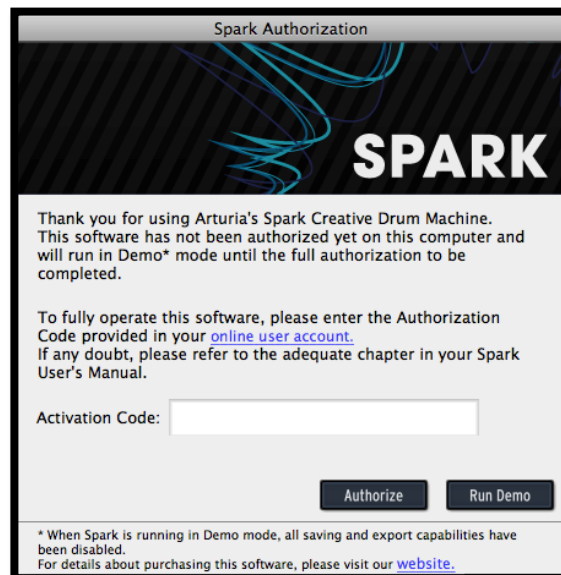 Spark Authorization
SPARK
Thank you for using Arturia's Spark Creative Drum Machine.
This software has not been authorized yet on this computer and
will run in Demo* mode until the full authorization to be
completed.
To fully operate this software, please enter the Authorization
Code provided in your online user account.
If any doubt, please refer to the adequate chapter in your Spark
User's Manual.
Activation Code:
Authorize Run Demo
* When Spark is running in Demo mode, all saving and export capabilities have
been disabled.
For details about purchasing this software, please visit our website.